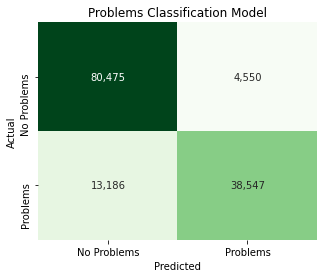 Problems Classification Model
Actual
No Problems
80,475
4,550
Problems
13,186
38,547
No Problems
Problems
Predicted